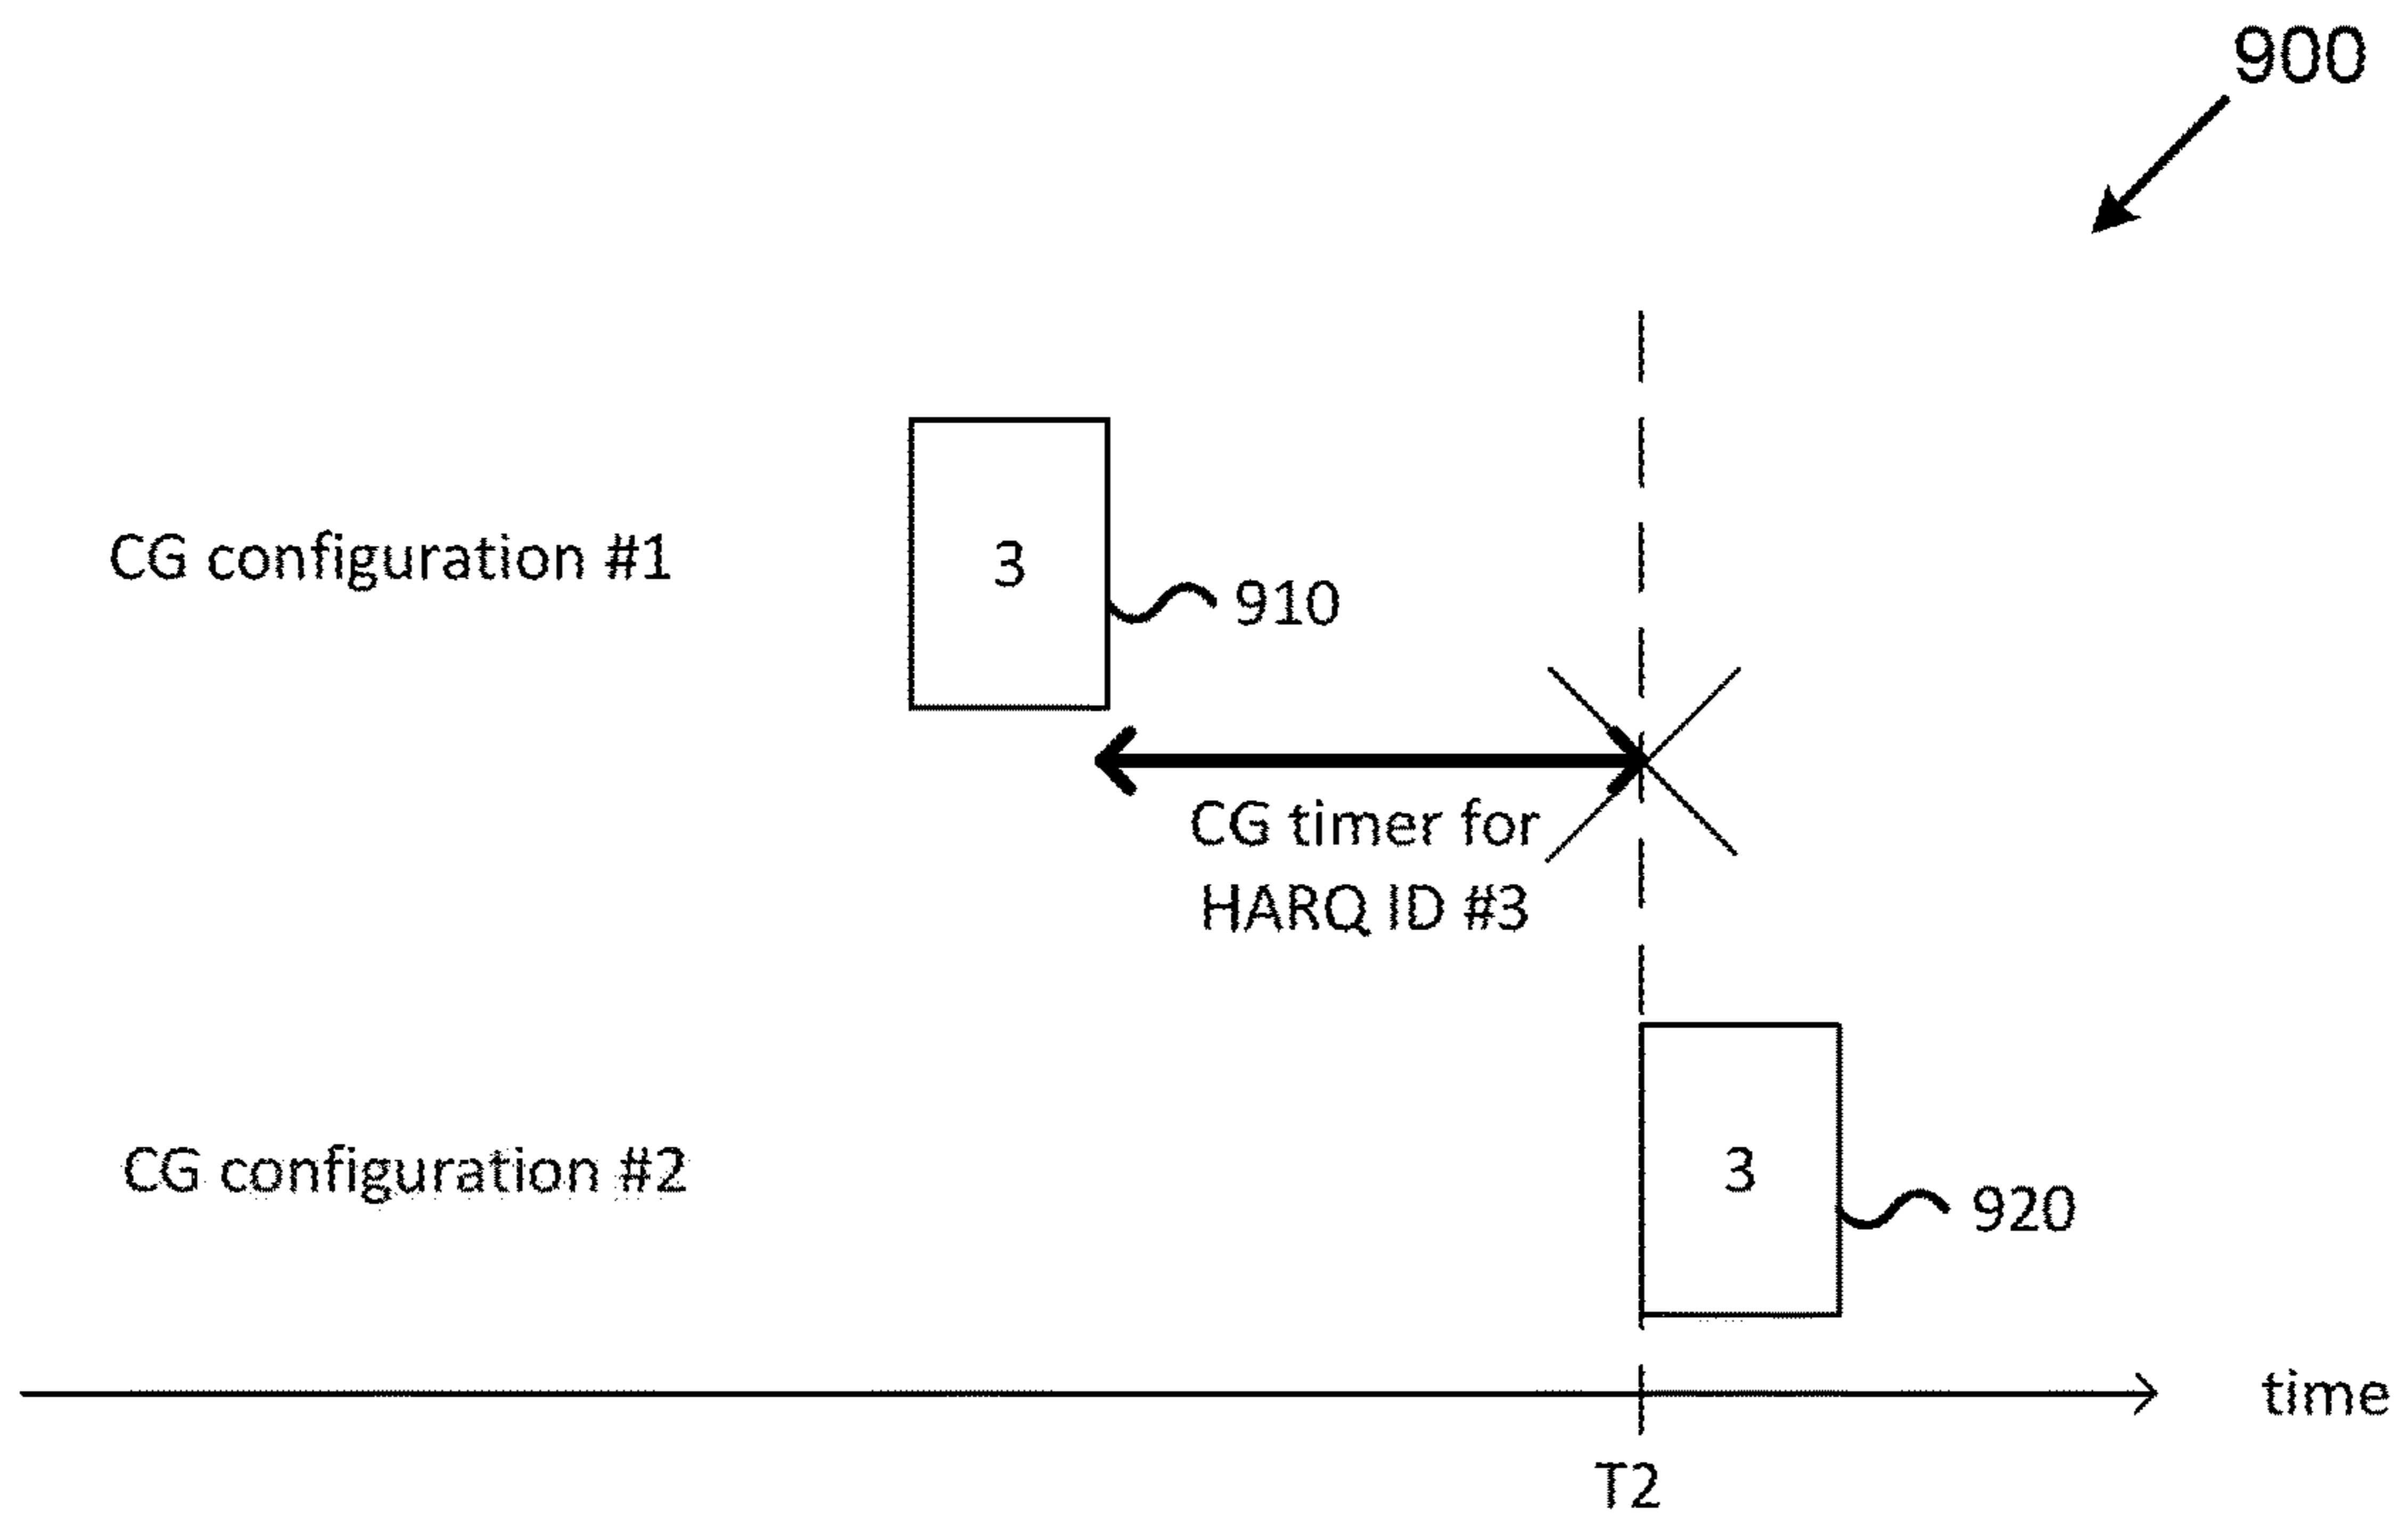 900
CG configuration #1
3
910
CG timer for
HARQ ID #3
CG configuration #2
3
920
time
T2